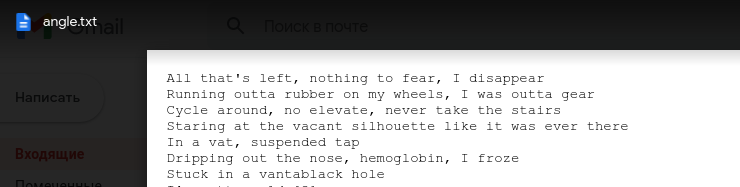 angle.txt
Gmail
Поиск в почте
Написать
Входящие
Помеченные
All that's left, nothing to fear, I disappear
Running outta rubber on my wheels, I was outta gear
Cycle around, no elevate, never take the stairs
Staring at the vacant silhouette like it was ever there
In a vat, suspended tap
Dripping out the nose, hemoglobin, I froze
Stuck in a vantablack hole